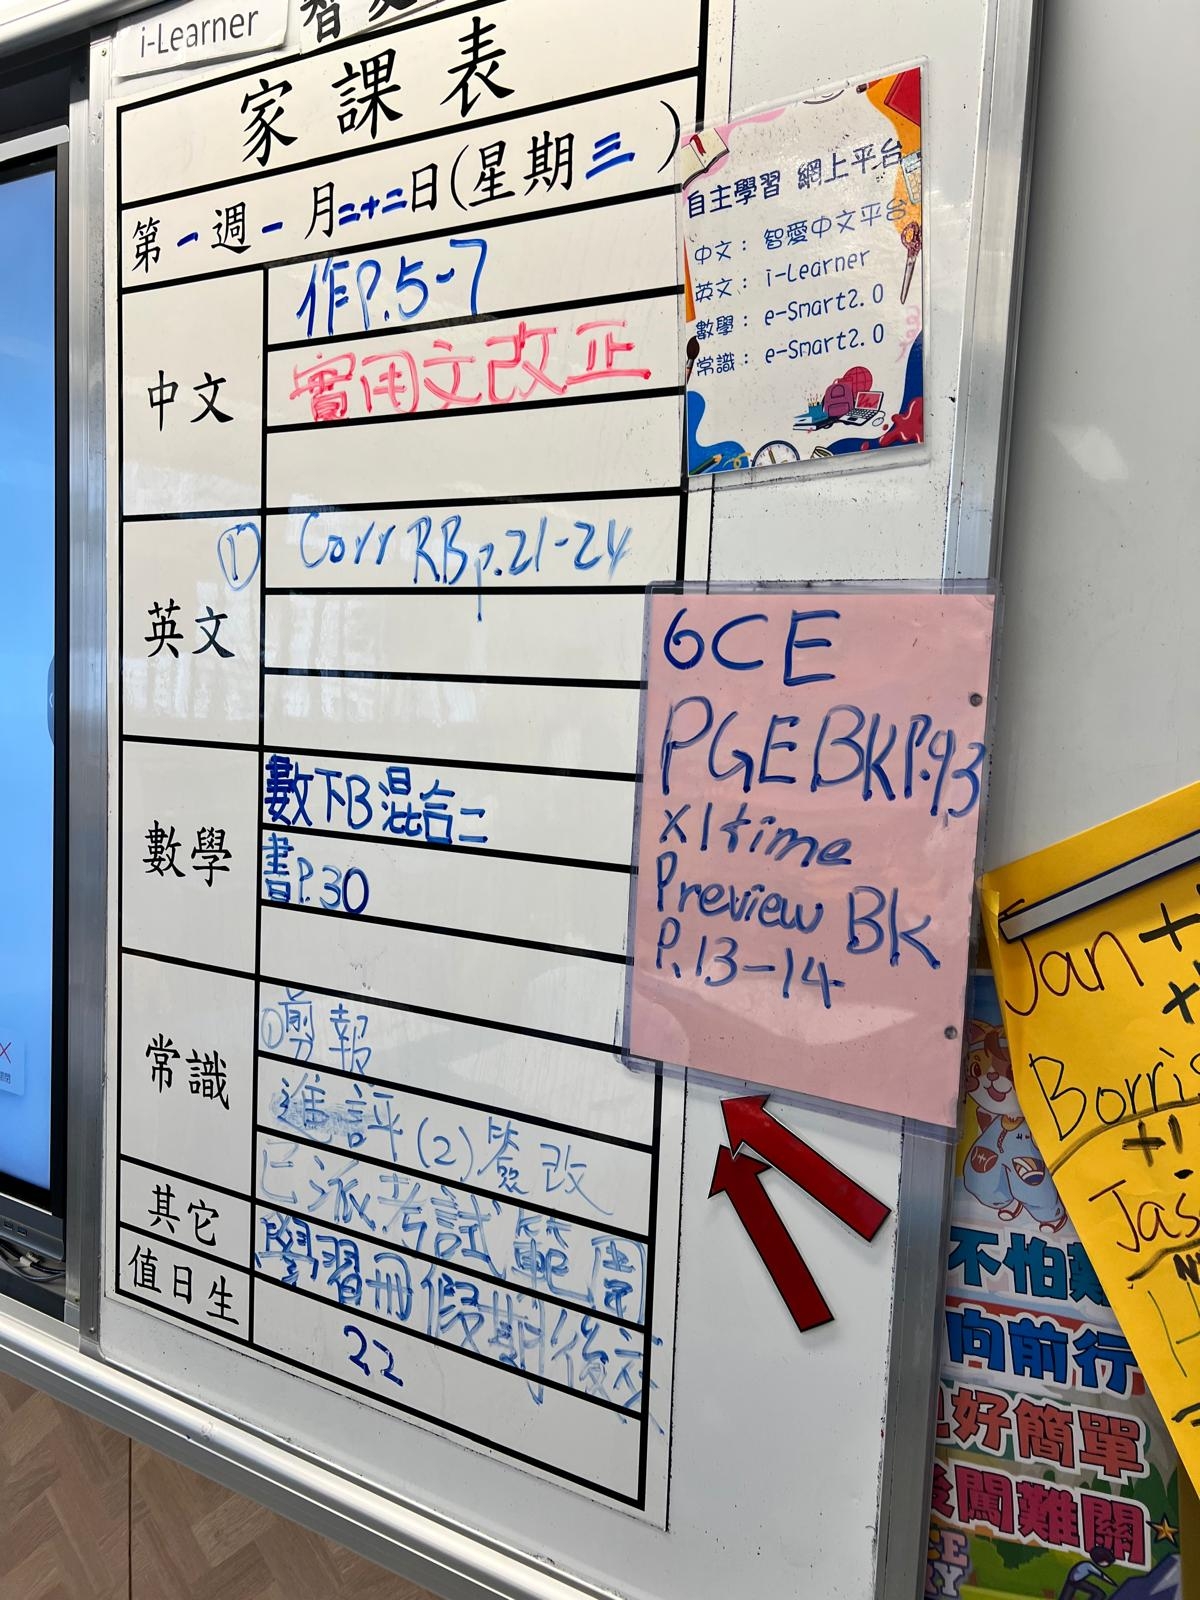 i-Learner
家課表
第一週一月二十二日(星期三)
中文
作P.5-7
實用文改正
英文
① Corr RB p.21-24
數學
數下B混合二
書P.30
常識
①剪報
進評(2)簽改
已派考試範圍
其它
學習冊假期後交
值日生
22
自主學習 網上平台
中文： 智愛中文平台
英文： i-Learner
數學： e-Smart2.0
常識： e-Smart2.0
6CE
PGE BK P.93
x1time
Preview BK
P.13-14
Jan
Borris
+1
Jas
不怕難
向前行
好簡單
後闖難關